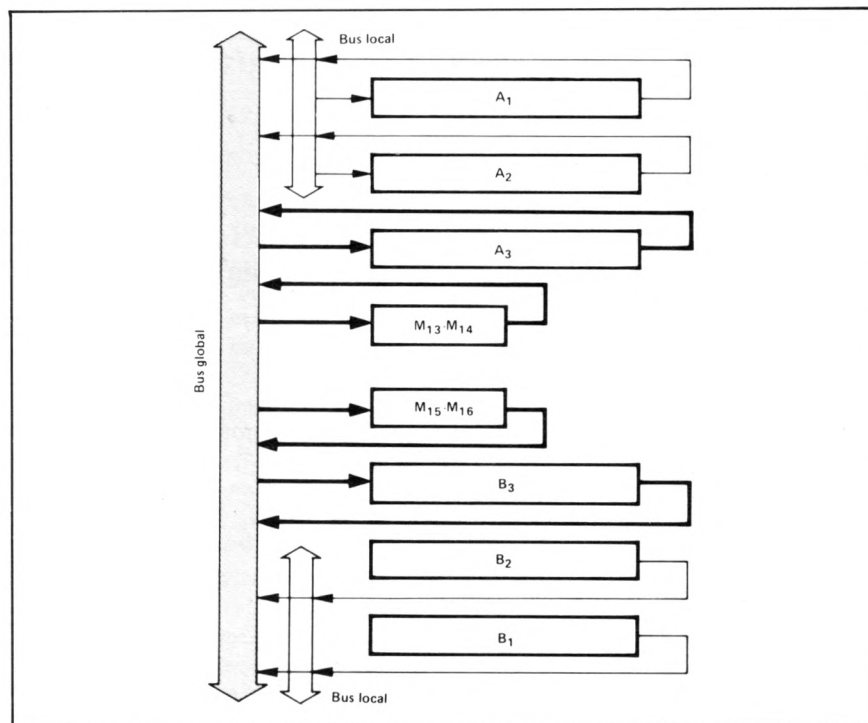 Bus local
A₁
A₂
A₃
M₁₃-M₁₄
Bus global
M₁₅-M₁₆
B₃
B₂
B₁
Bus local